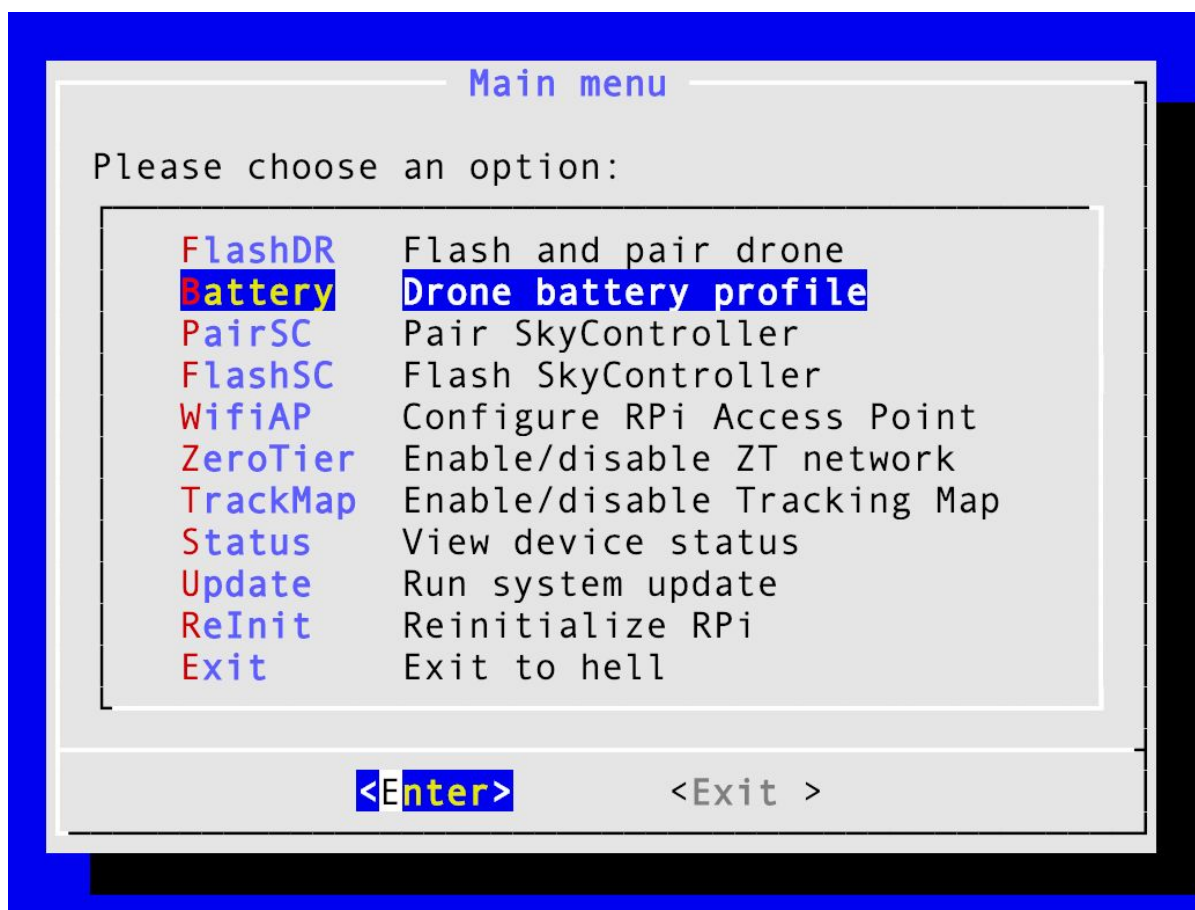 Main menu
Please choose an option:
FlashDR Flash and pair drone
Battery Drone battery profile
PairSC Pair SkyController
FlashSC Flash SkyController
WifiAP Configure RPi Access Point
ZeroTier Enable/disable ZT network
TrackMap Enable/disable Tracking Map
Status View device status
Update Run system update
ReInit Reinitialize RPi
Exit Exit to hell
<Enter> <Exit >